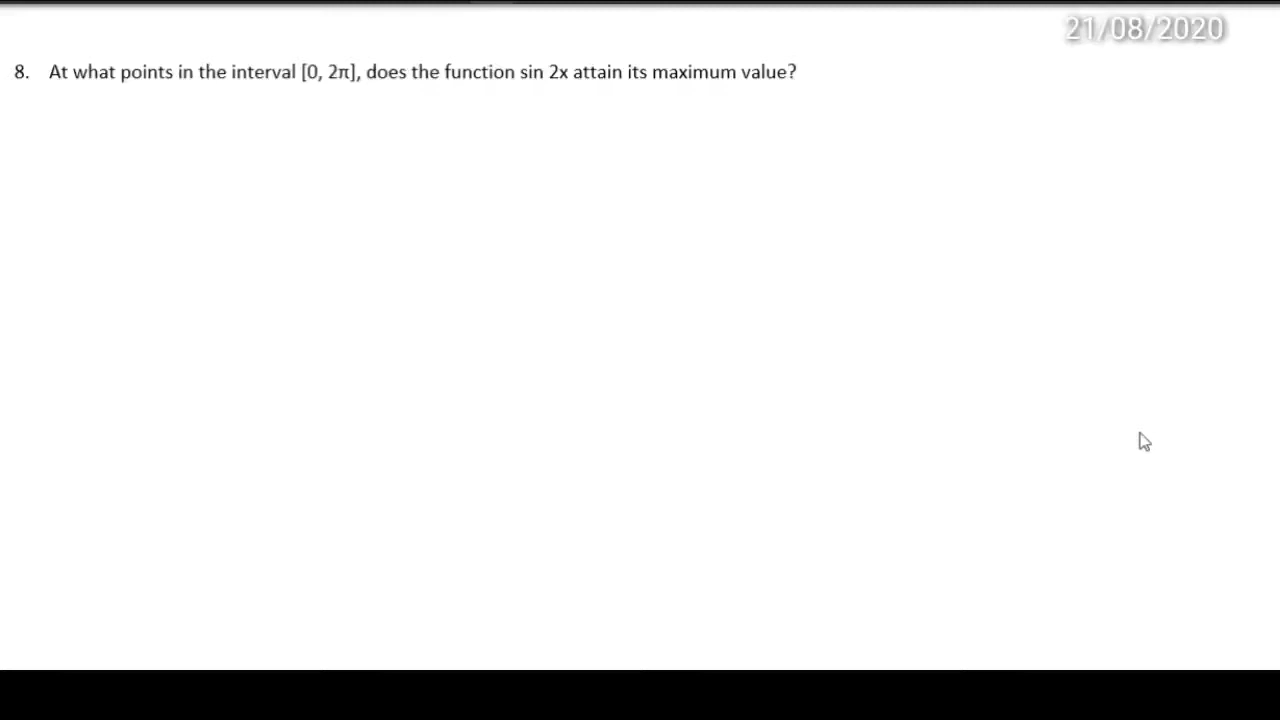 21/08/2020
8. At what points in the interval [0, 2π], does the function sin 2x attain its maximum value?